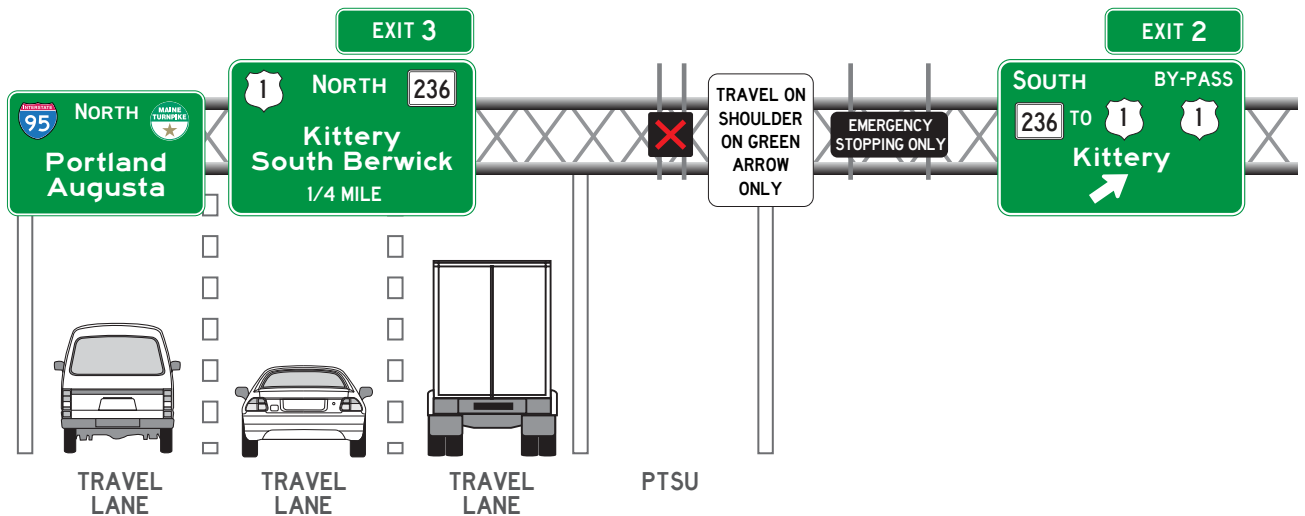 EXIT 3
EXIT 2
INTERSTATE
95
NORTH
MAINE
TURNPIKE
Portland
Augusta
1
NORTH
236
Kittery
South Berwick
1/4 MILE
TRAVEL ON
SHOULDER
ON GREEN
ARROW
ONLY
EMERGENCY
STOPPING ONLY
SOUTH
BY-PASS
236 TO 1
1
Kittery
TRAVEL
LANE
TRAVEL
LANE
TRAVEL
LANE
PTSU